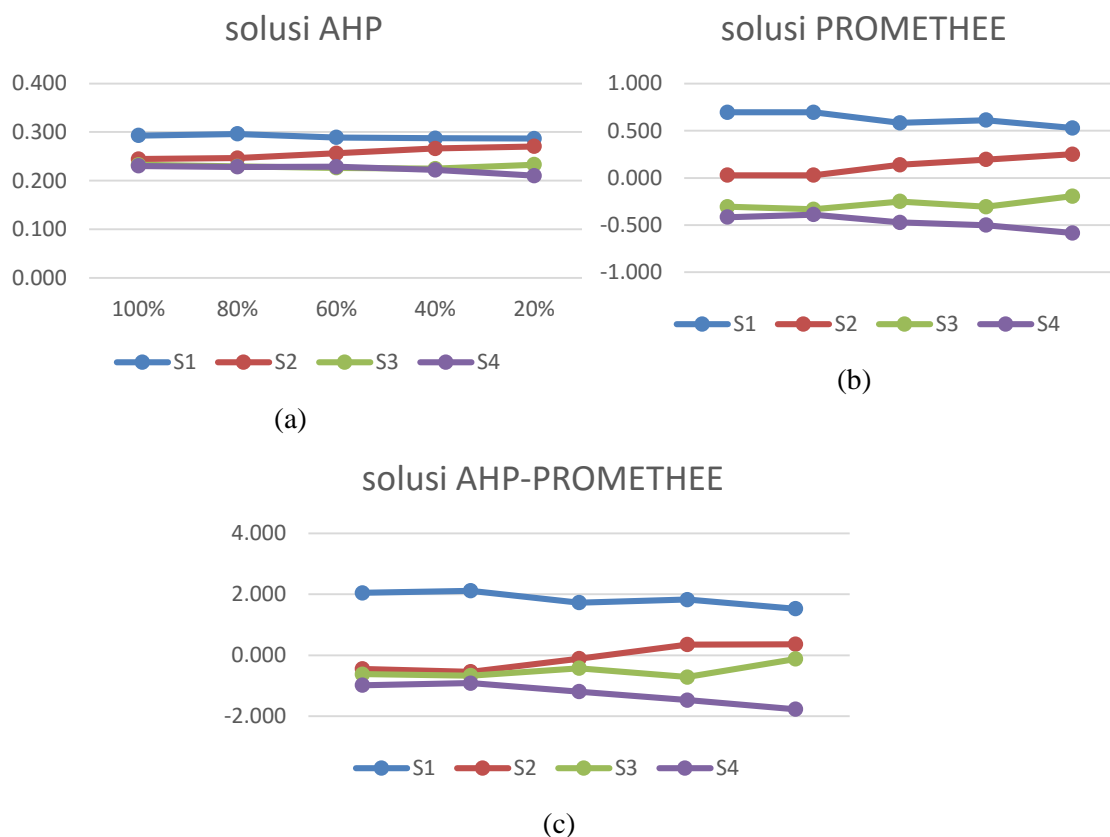 solusi AHP
0.400
0.300
0.200
0.100
0.000
100% 80% 60% 40% 20%
S1 S2 S3 S4
(a)
solusi PROMETHEE
1.000
0.500
0.000
-0.500
-1.000
S1 S2 S3 S4
(b)
solusi AHP-PROMETHEE
4.000
2.000
0.000
-2.000
S1 S2 S3 S4
(c)